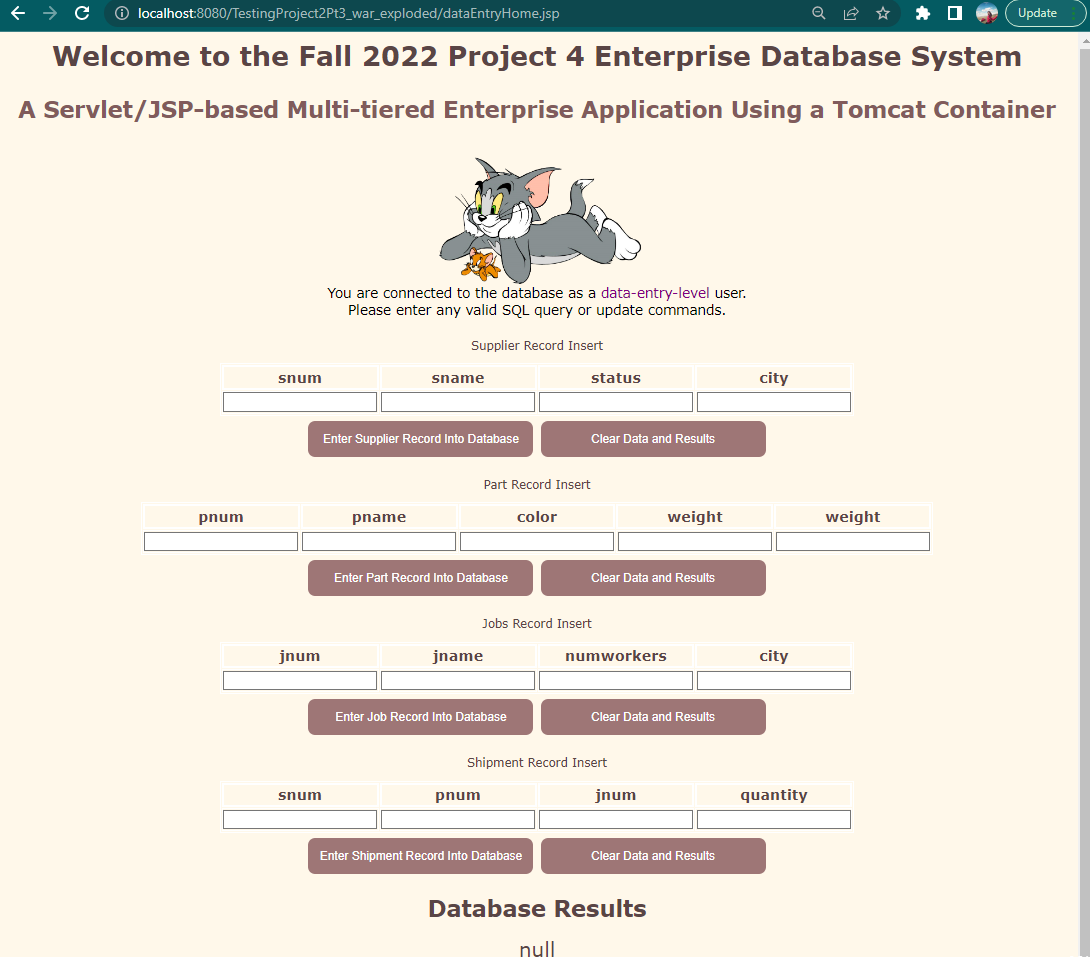 localhost:8080/TestingProject2Pt3_war_exploded/dataEntryHome.jsp Update
Welcome to the Fall 2022 Project 4 Enterprise Database System
A Servlet/JSP-based Multi-tiered Enterprise Application Using a Tomcat Container
You are connected to the database as a data-entry-level user.
Please enter any valid SQL query or update commands.
Supplier Record Insert
snum sname status city
Enter Supplier Record Into Database Clear Data and Results
Part Record Insert
pnum pname color weight weight
Enter Part Record Into Database Clear Data and Results
Jobs Record Insert
jnum jname numworkers city
Enter Job Record Into Database Clear Data and Results
Shipment Record Insert
snum pnum jnum quantity
Enter Shipment Record Into Database Clear Data and Results
Database Results
null